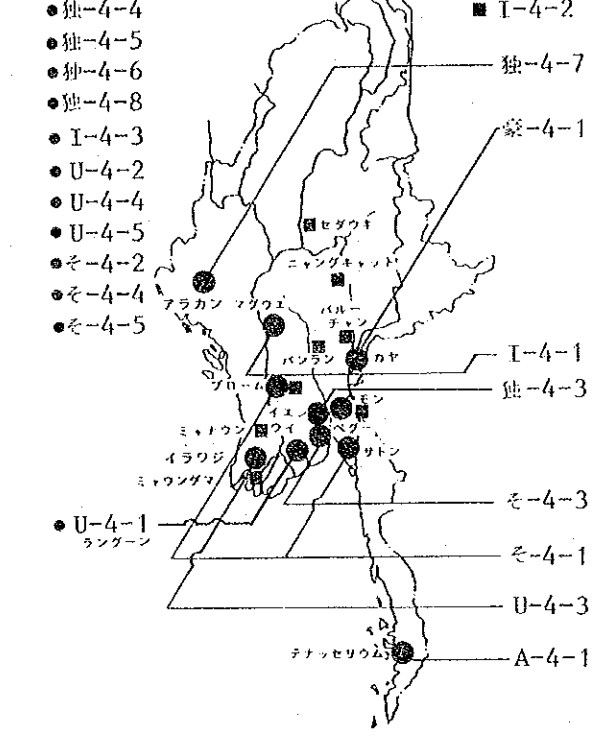 ●独-4-4
●独-4-5
●独-4-6
●独-4-8
●I-4-3
●U-4-2
●U-4-4
●U-4-5
●そ-4-2
●そ-4-4
●そ-4-5
■I-4-2
独-4-7
豪-4-1
■セダウキ
ニャングキャット
アラカン
マグウエ
バルーチャン
パンラン
カヤ
I-4-1
プローム
独-4-3
イエン
モン
ミャナウン
ウイ
ペグー
イラワジ
サトン
ミャウングマ
そ-4-3
●U-4-1
ラングーン
そ-4-1
U-4-3
テナッセリウム
A-4-1